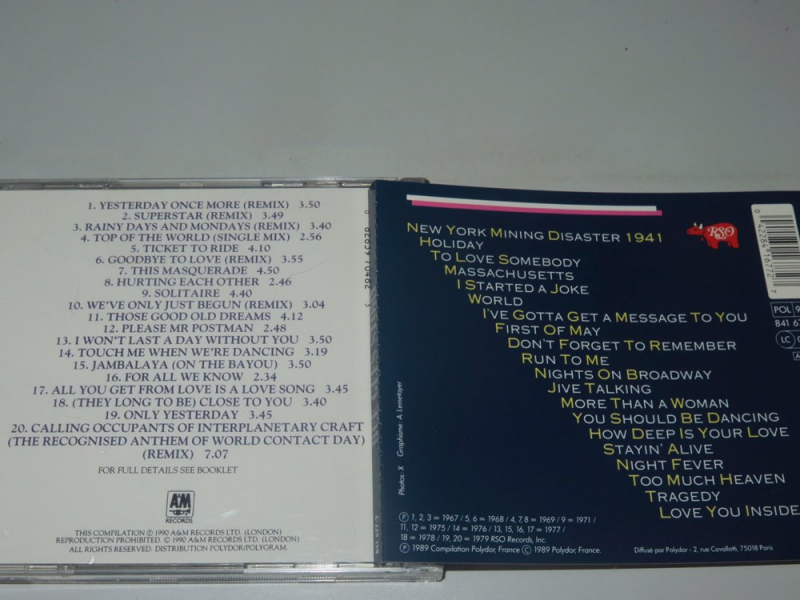 1. YESTERDAY ONCE MORE (REMIX) 3.50
2. SUPERSTAR (REMIX) 3.49
3. RAINY DAYS AND MONDAYS (REMIX) 3.40
4. TOP OF THE WORLD (SINGLE MIX) 2.56
5. TICKET TO RIDE 4.10
6. GOODBYE TO LOVE (REMIX) 3.55
7. THIS MASQUERADE 4.50
8. HURTING EACH OTHER 2.46
9. SOLITAIRE 4.40
10. WE'VE ONLY JUST BEGUN (REMIX) 3.04
11. THOSE GOOD OLD DREAMS 4.12
12. PLEASE MR POSTMAN 2.48
13. I WON'T LAST A DAY WITHOUT YOU 3.50
14. TOUCH ME WHEN WE'RE DANCING 3.19
15. JAMBALAYA (ON THE BAYOU) 3.50
16. FOR ALL WE KNOW 2.34
17. ALL YOU GET FROM LOVE IS A LOVE SONG 3.45
18. (THEY LONG TO BE) CLOSE TO YOU 3.40
19. ONLY YESTERDAY 3.45
20. CALLING OCCUPANTS OF INTERPLANETARY CRAFT
(THE RECOGNISED ANTHEM OF WORLD CONTACT DAY)
(REMIX) 7.07
FOR FULL DETAILS SEE BOOKLET
A&M
RECORDS
THIS COMPILATION ℗ 1990 A&M RECORDS LTD. (LONDON)
REPRODUCTION PROHIBITED. © 1990 A&M RECORDS LTD. (LONDON)
ALL RIGHTS RESERVED. DISTRIBUTION POLYDOR/POLYGRAM.
NEW YORK MINING DISASTER 1941
HOLIDAY
TO LOVE SOMEBODY
MASSACHUSETTS
I STARTED A JOKE
WORLD
I'VE GOTTA GET A MESSAGE TO YOU
FIRST OF MAY
DON'T FORGET TO REMEMBER
RUN TO ME
NIGHTS ON BROADWAY
JIVE TALKING
MORE THAN A WOMAN
YOU SHOULD BE DANCING
HOW DEEP IS YOUR LOVE
STAYIN' ALIVE
NIGHT FEVER
TOO MUCH HEAVEN
TRAGEDY
LOVE YOU INSIDE
RSO
0 42284 16772 7
POL 9
841 6
LC
Photos: X Graphisme: A. Lemetayer
℗ 1, 2, 3 = 1967 / 5, 6 = 1968 / 4, 7, 8 = 1969 / 9 = 1971 /
11, 12 = 1975 / 14 = 1976 / 13, 15, 16, 17 = 1977 /
18 = 1978 / 19, 20 = 1979 RSO Records, Inc.
℗ 1989 Compilation Polydor, France © 1989 Polydor, France.
Diffusé par Polydor - 2, rue Cavallotti, 75018 Paris